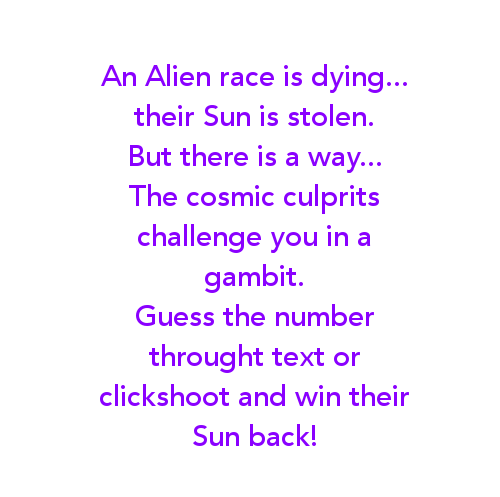 An Alien race is dying...
their Sun is stolen.
But there is a way...
The cosmic culprits
challenge you in a
gambit.
Guess the number
throught text or
clickshoot and win their
Sun back!